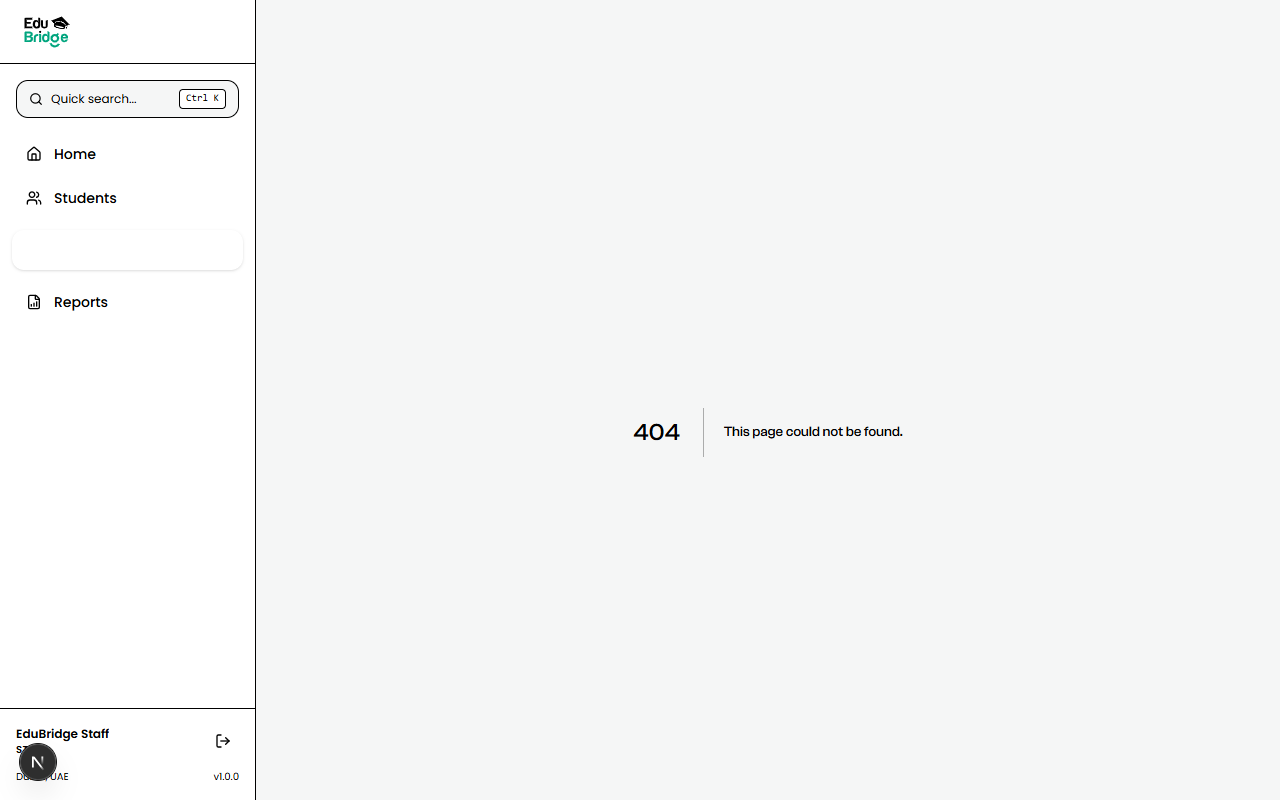 Edu
Bridge
Quick search...
Ctrl K
Home
Students
Reports
404
This page could not be found.
EduBridge Staff
N
UAE
v1.0.0